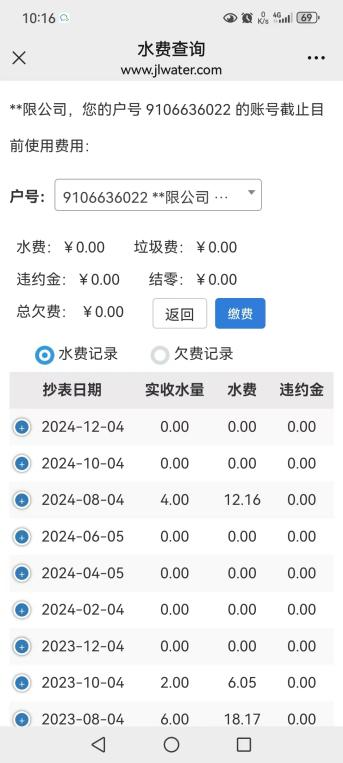 10:16
0 K/s 4G 69
水费查询
www.jlwater.com
**限公司，您的户号 9106636022 的账号截止目
前使用费用：
户号： 9106636022 **限公司 ···
水费： ￥0.00 垃圾费： ￥0.00
违约金： ￥0.00 结零： ￥0.00
总欠费： ￥0.00 返回 缴费
水费记录 欠费记录
抄表日期 实收水量 水费 违约金
2024-12-04 0.00 0.00 0.00
2024-10-04 0.00 0.00 0.00
2024-08-04 4.00 12.16 0.00
2024-06-05 0.00 0.00 0.00
2024-04-05 0.00 0.00 0.00
2024-02-04 0.00 0.00 0.00
2023-12-04 0.00 0.00 0.00
2023-10-04 2.00 6.05 0.00
2023-08-04 6.00 18.17 0.00